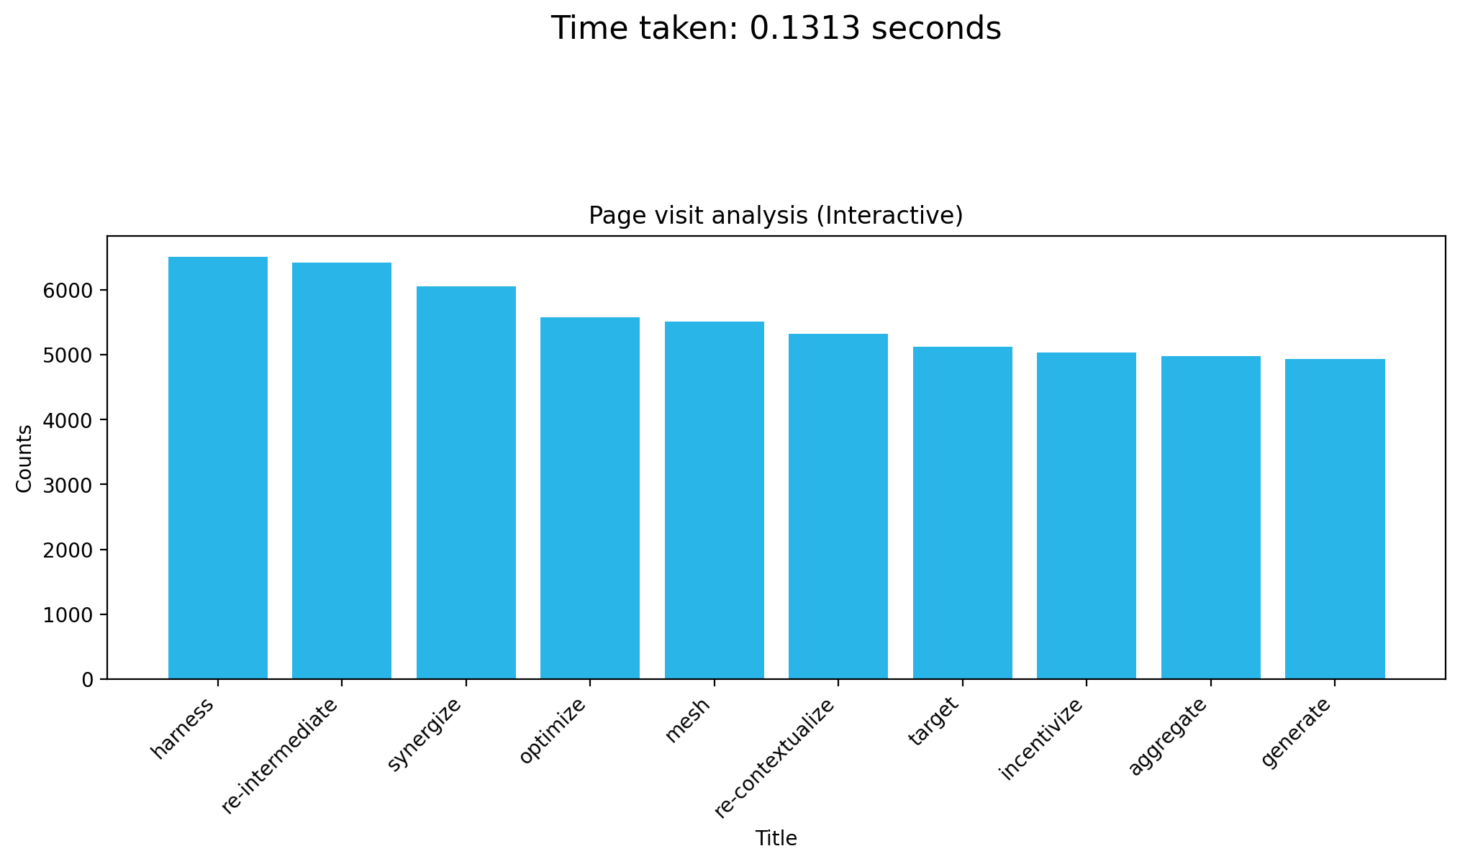 Time taken: 0.1313 seconds
Page visit analysis (Interactive)
Counts
6000
5000
4000
3000
2000
1000
0
harness
re-intermediate
synergize
optimize
mesh
re-contextualize
target
incentivize
aggregate
generate
Title